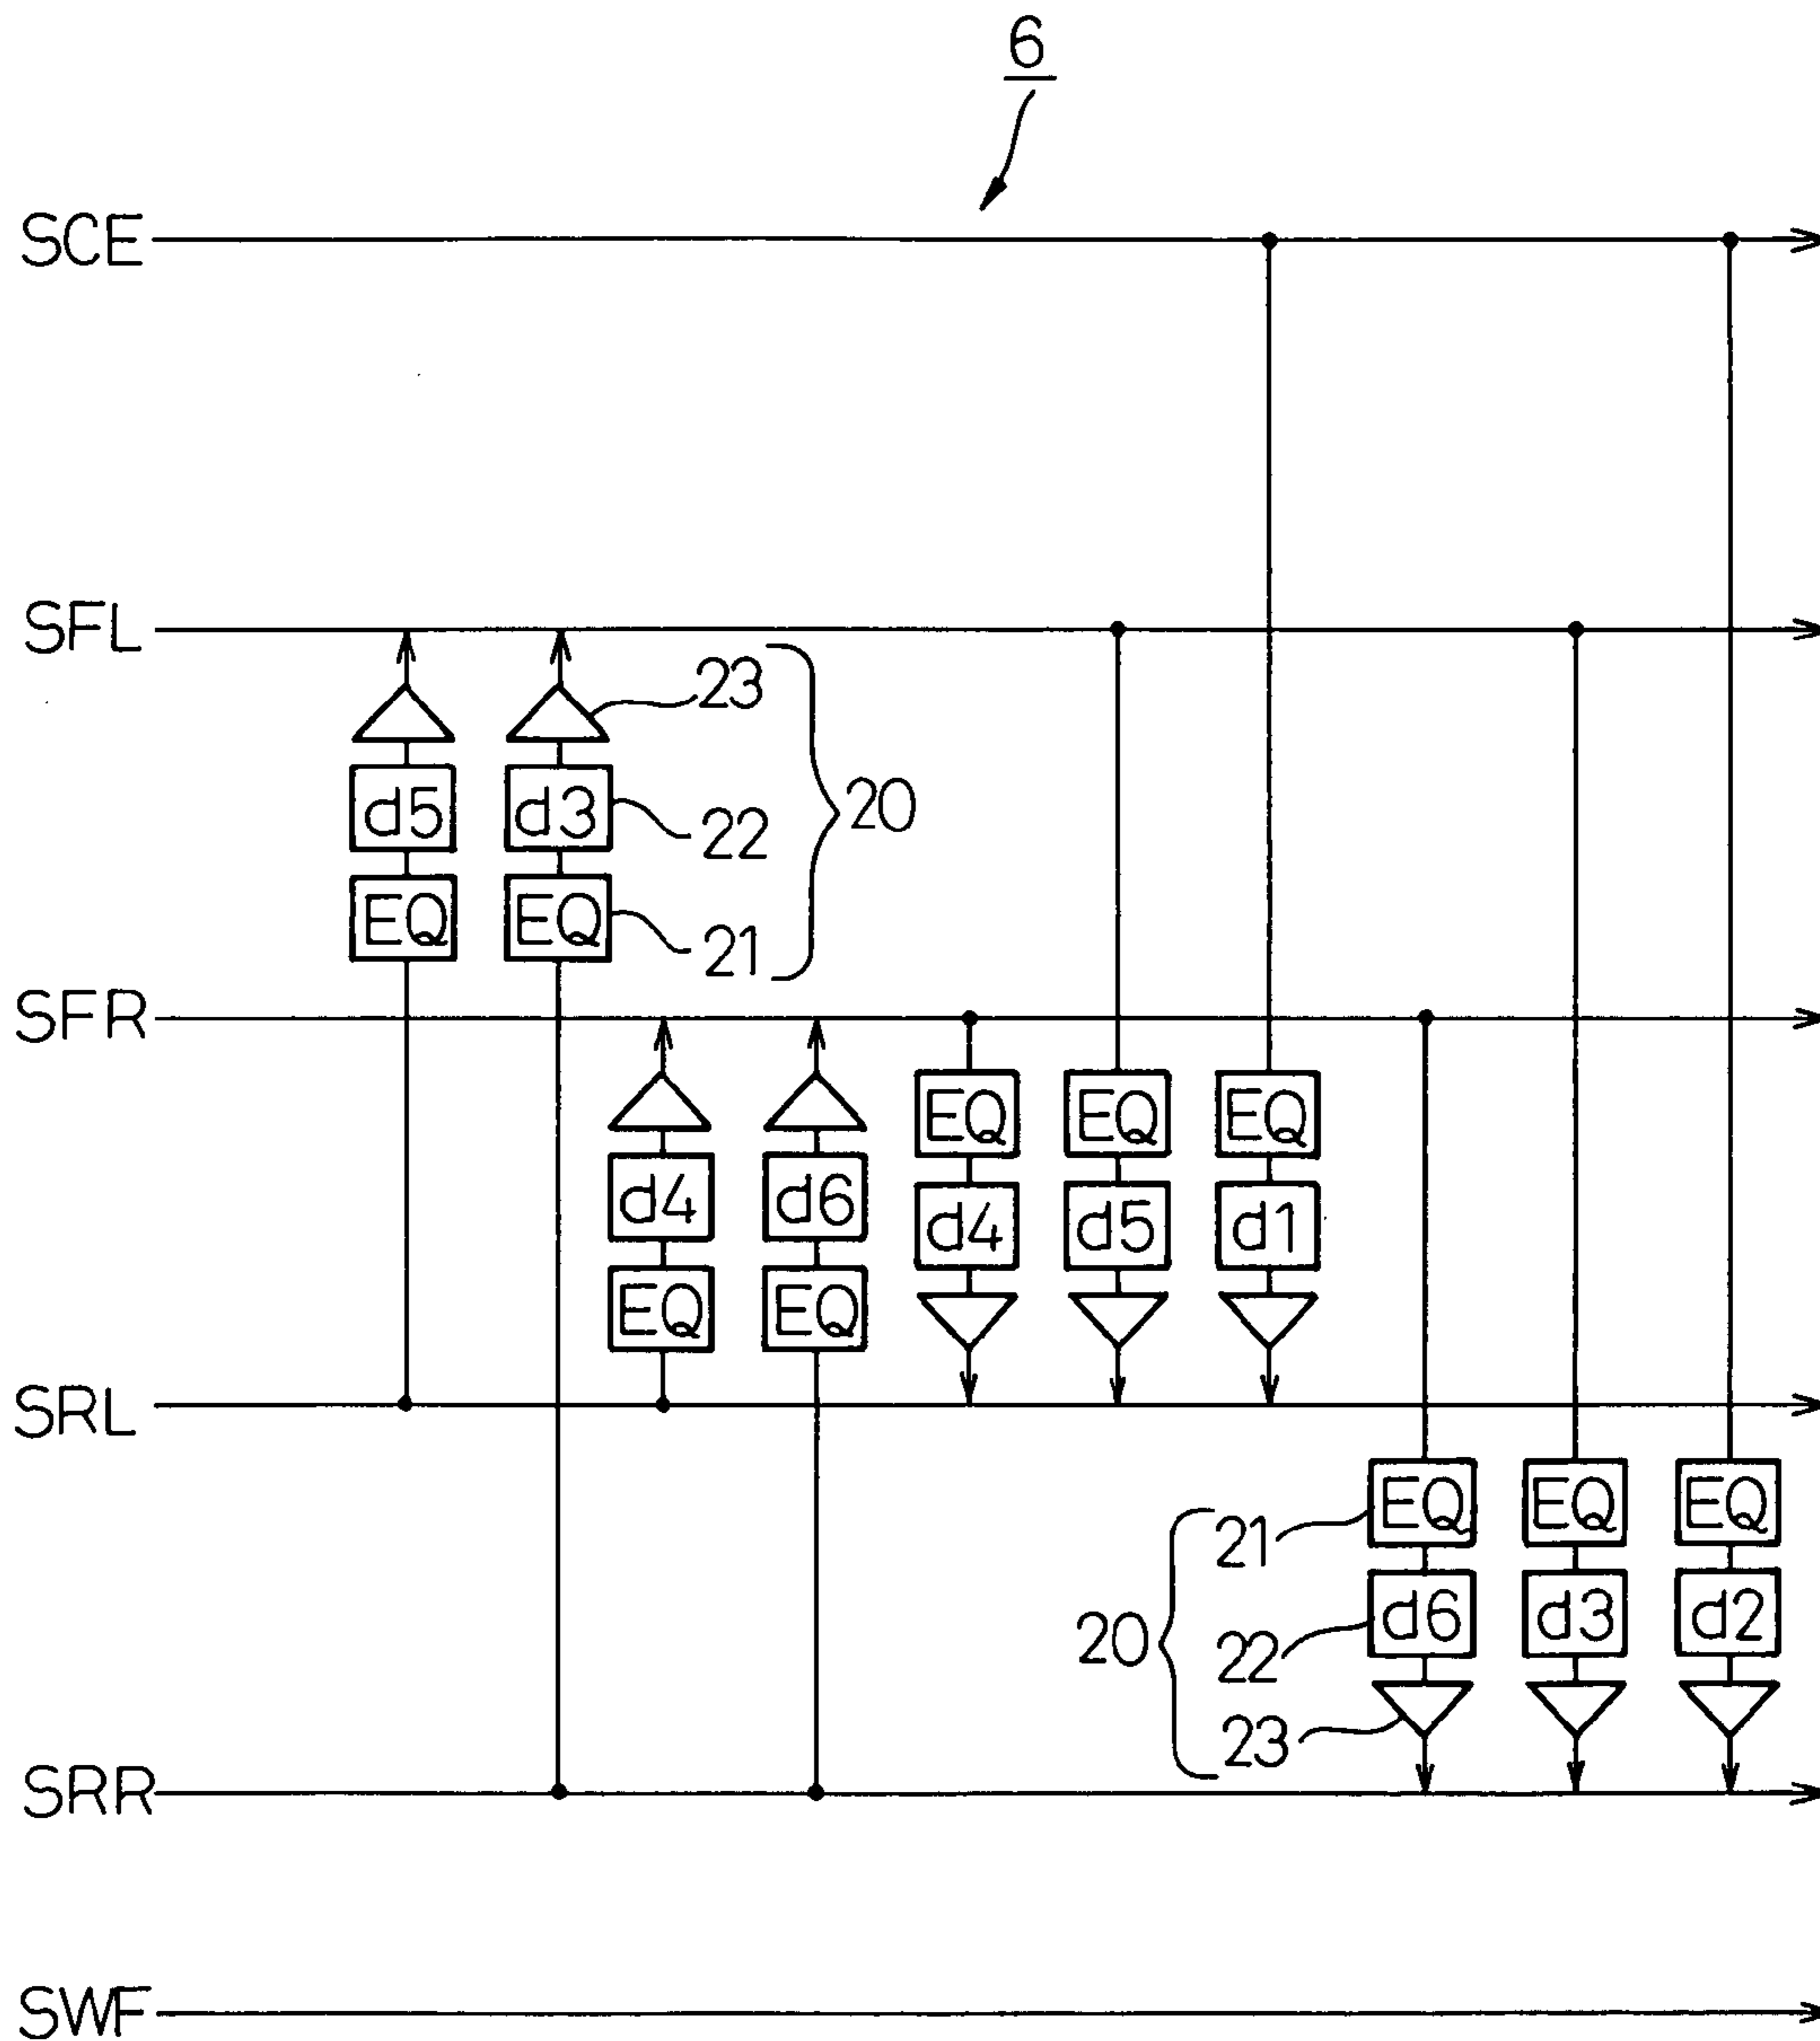 6
SCE
SFL
23
d5 d3 22 20
EQ EQ 21
SFR
EQ EQ EQ
d4 d6 d4 d5 d1
EQ EQ
SRL
21 EQ EQ EQ
20 22 d6 d3 d2
23
SRR
SWF